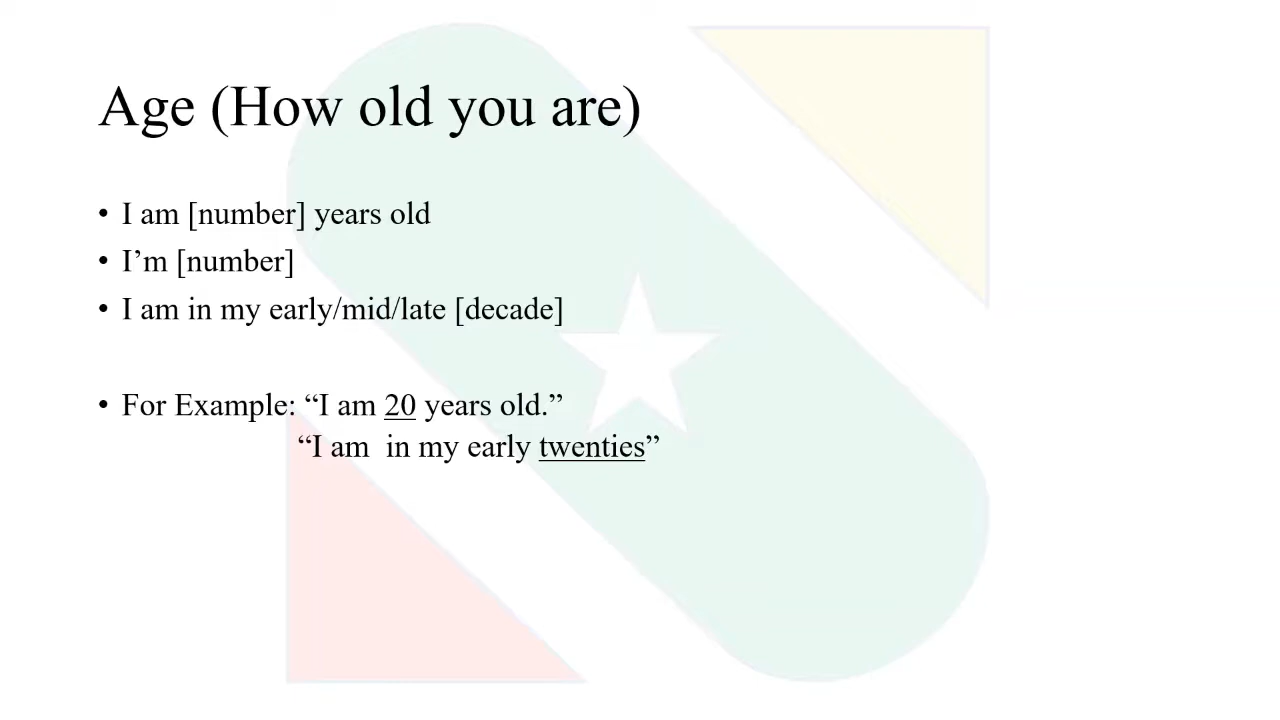 Age (How old you are)
• I am [number] years old
• I’m [number]
• I am in my early/mid/late [decade]
• For Example: “I am 20 years old.”
“I am  in my early twenties”